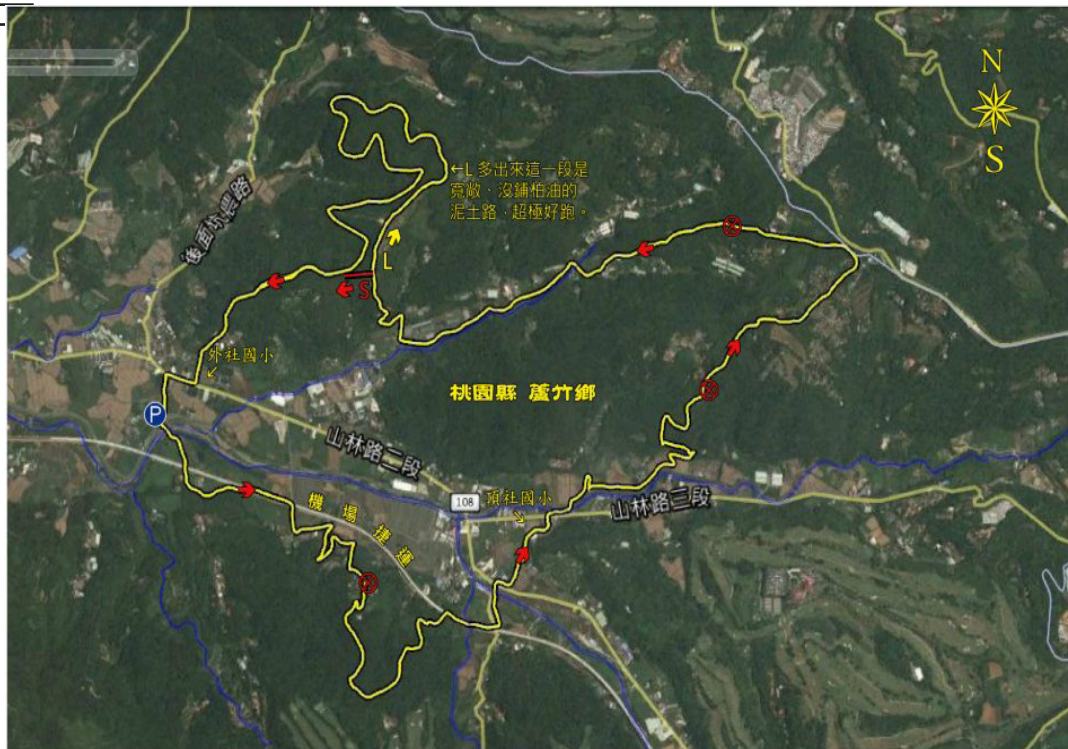 N
S
←L 多出來這一段是
寬敞、沒鋪柏油的
泥土路，超極好跑。
後面坑農路
L
S
外社國小
P
桃園縣 蘆竹鄉
山林路二段
108
頂社國小
山林路三段
機場捷運